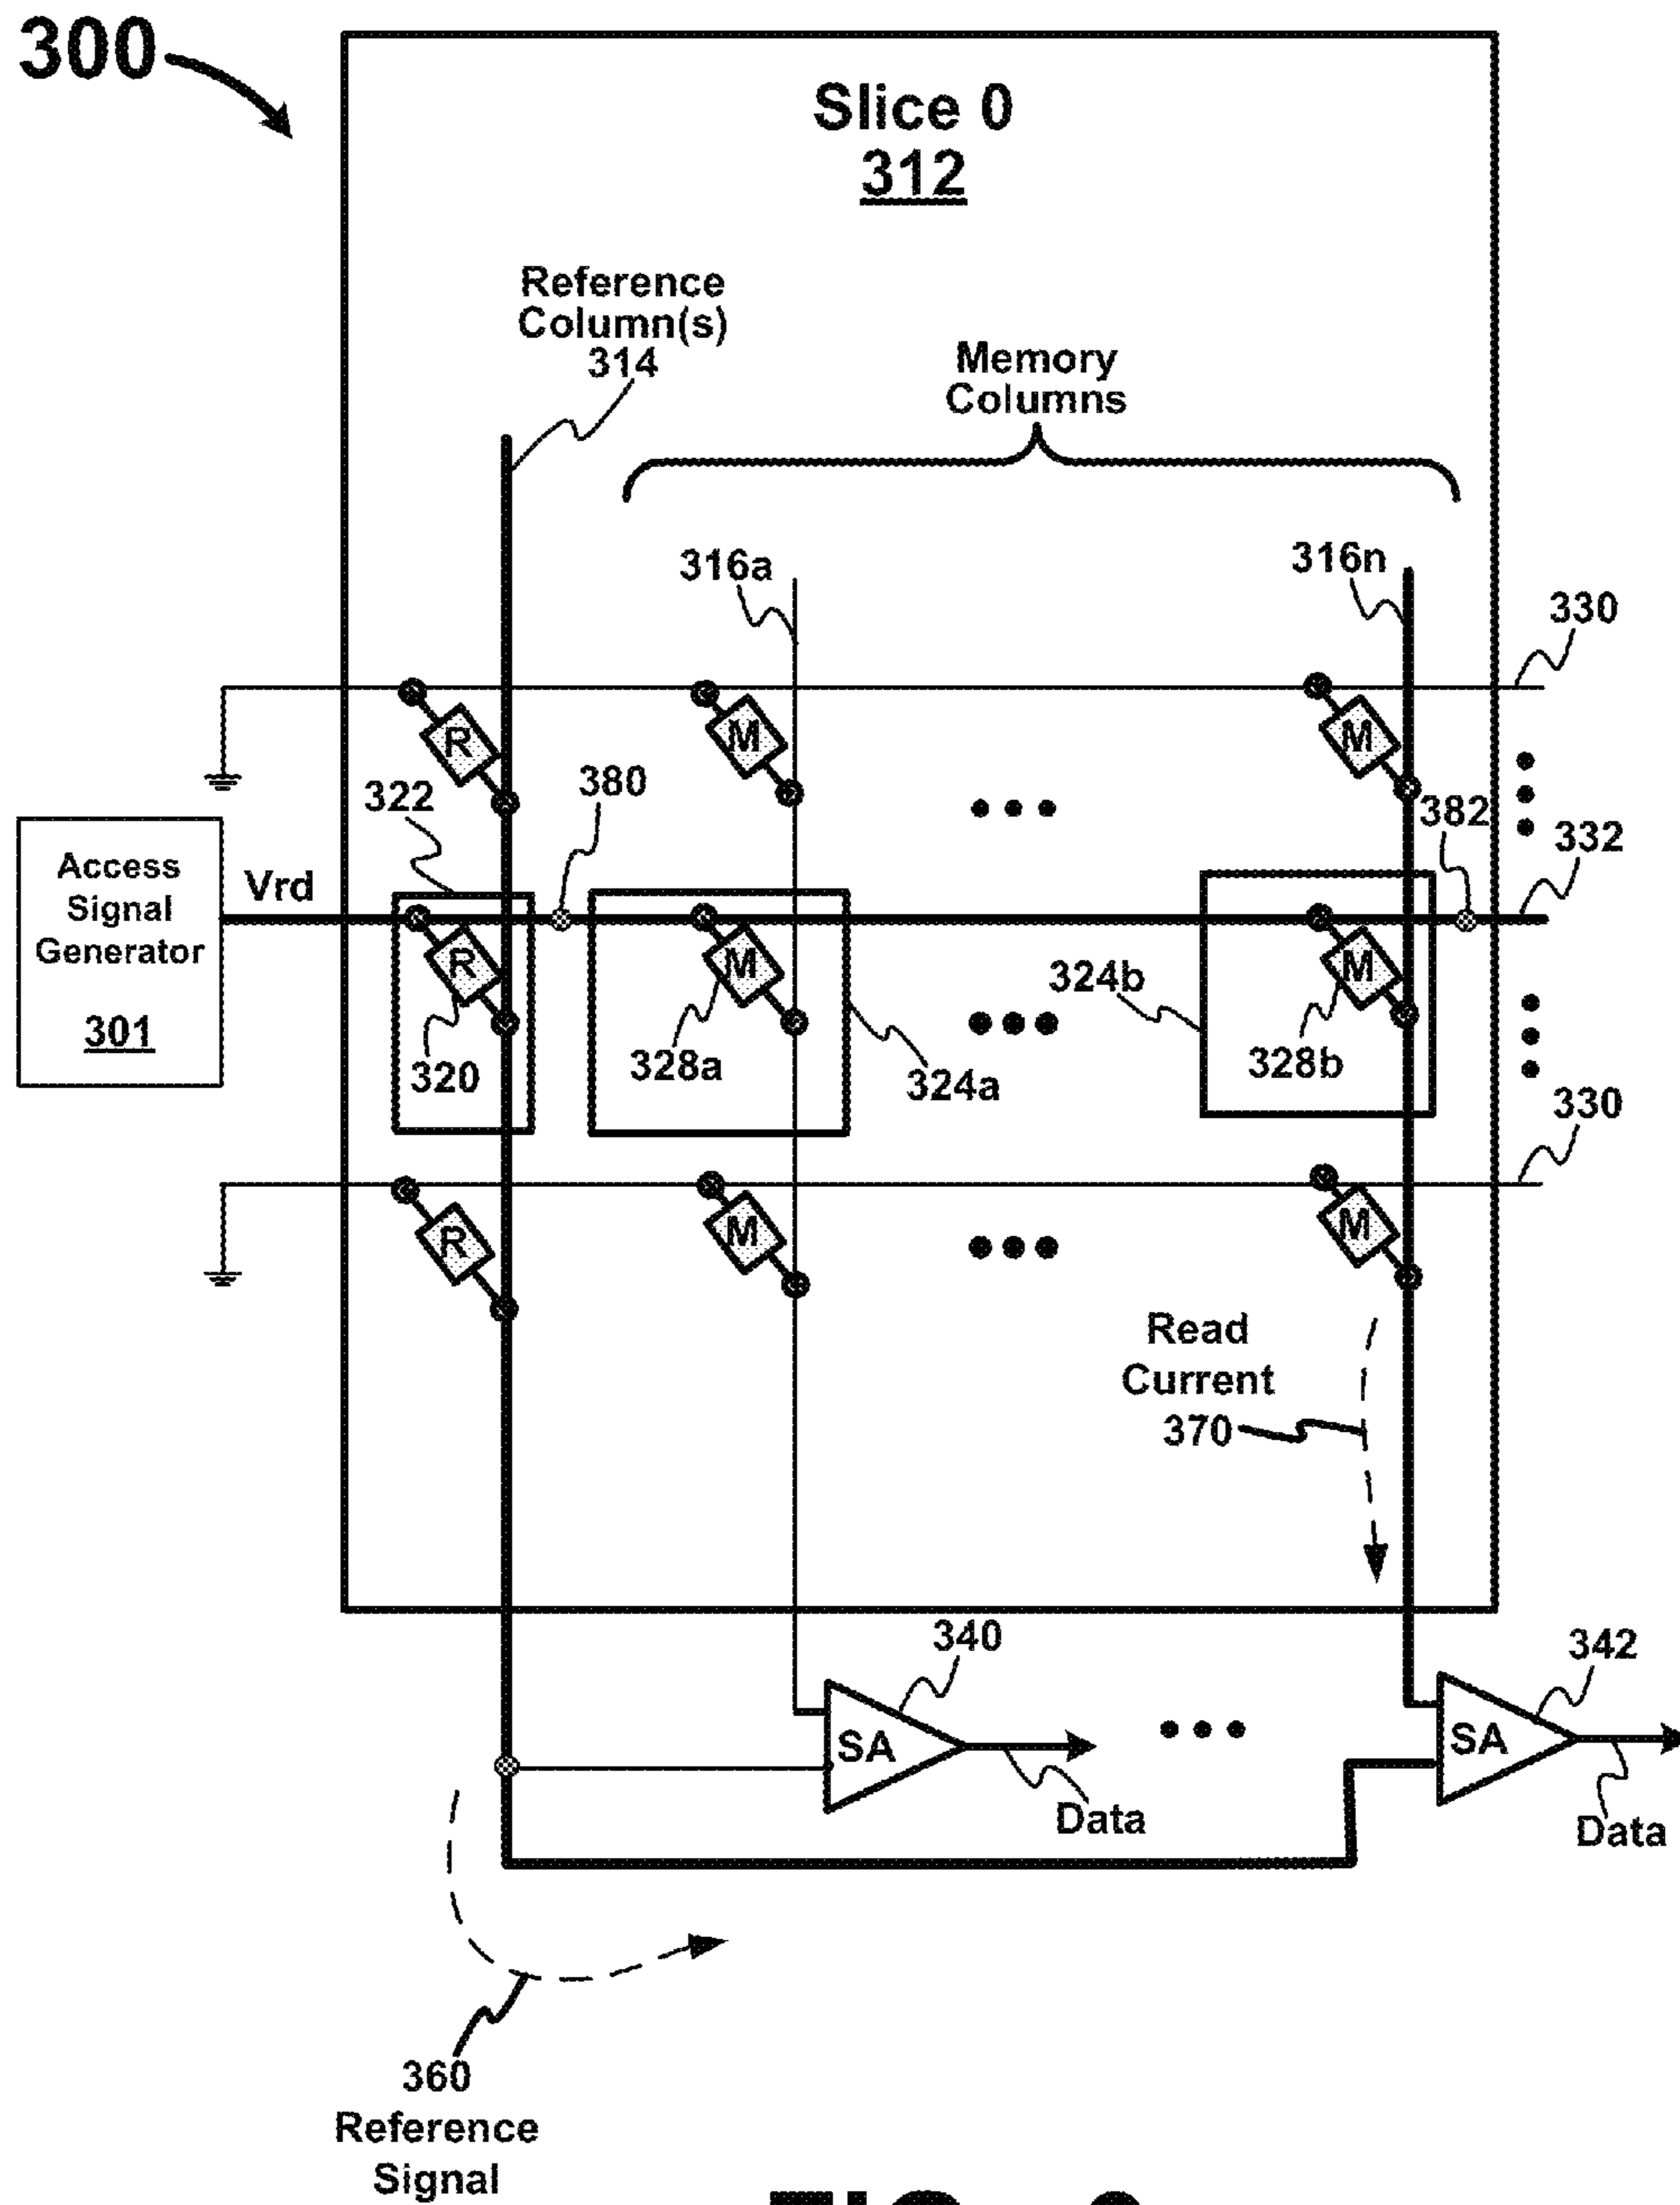 300
Slice 0
312
Reference
Column(s)
314
Memory
Columns
316a
316n
330
R
M
M
322
380
382
332
Access
Signal
Generator
301
Vrd
R
M
M
320
328a
324a
324b
328b
330
R
M
M
Read
Current
370
340
342
SA
SA
Data
Data
360
Reference
Signal